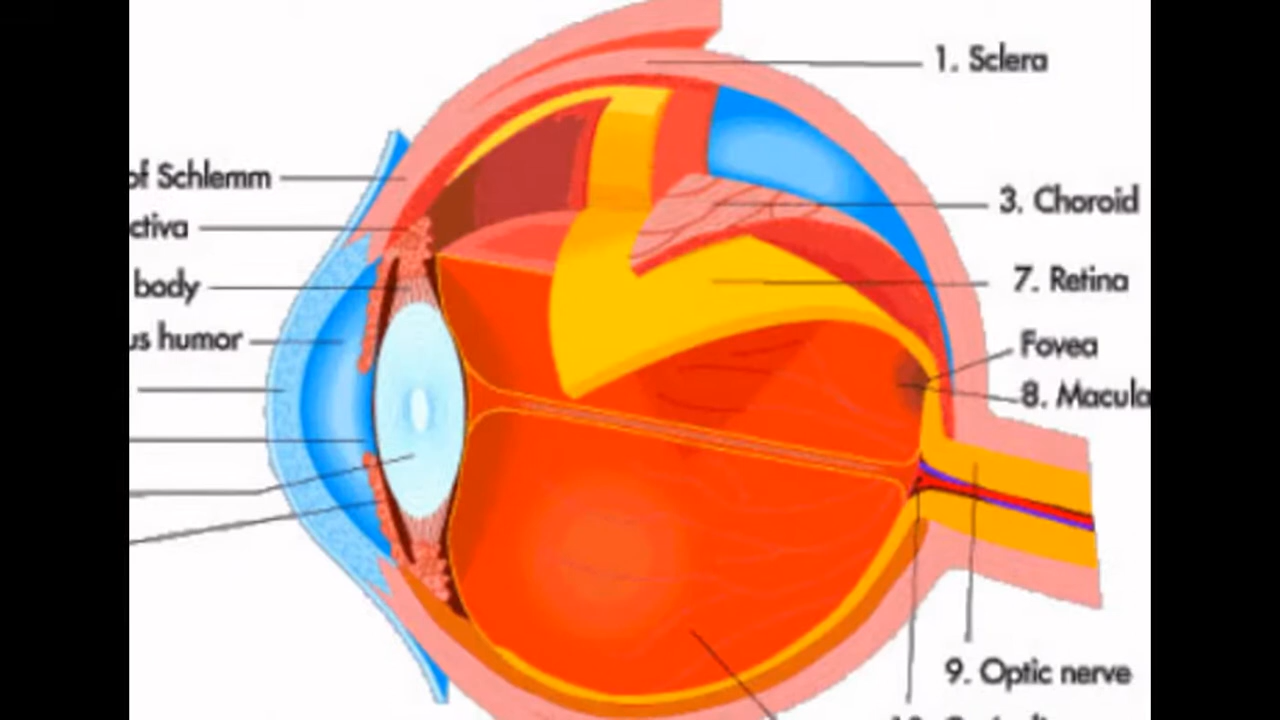 1. Sclera
of Schlemm
3. Choroid
ctiva
7. Retina
body
us humor
Fovea
8. Macula
9. Optic nerve